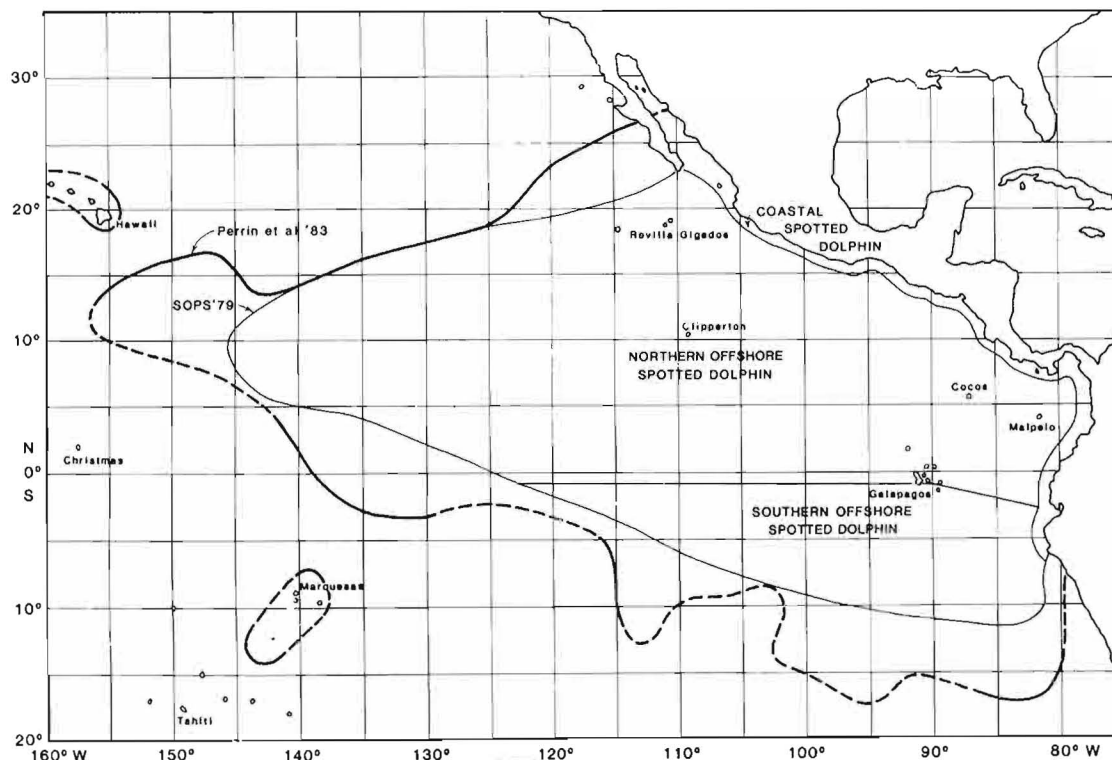 30°
20°
10°
N
0°
S
10°
20°
160° W
150°
140°
130°
120°
110°
100°
90°
80°
Hawaii
Perrin et al '83
SOPS'79
Revilla Gigedos
COASTAL
SPOTTED
DOLPHIN
Clipperton
NORTHERN OFFSHORE
SPOTTED DOLPHIN
Cocos
Malpelo
Christmas
Galapagos
SOUTHERN OFFSHORE
SPOTTED DOLPHIN
Marquesas
Tahiti